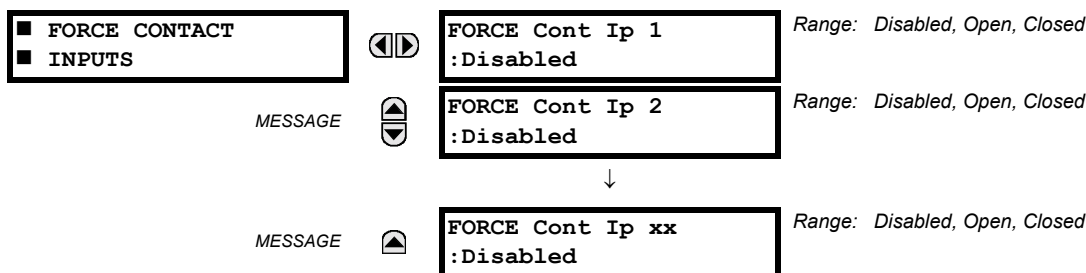 ■ FORCE CONTACT
■ INPUTS
FORCE Cont Ip 1
:Disabled
Range: Disabled, Open, Closed
MESSAGE
FORCE Cont Ip 2
:Disabled
Range: Disabled, Open, Closed
↓
MESSAGE
FORCE Cont Ip xx
:Disabled
Range: Disabled, Open, Closed